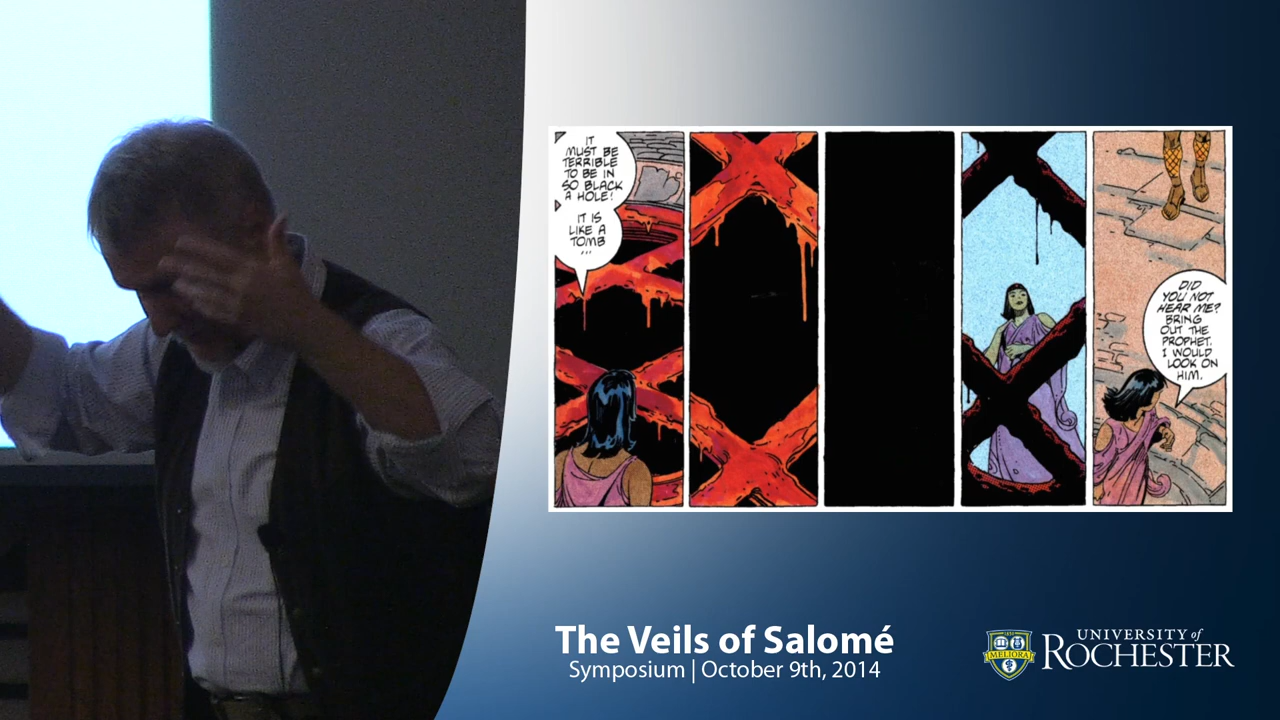 IT
MUST BE
TERRIBLE
TO BE IN
SO BLACK
A HOLE!
IT IS
LIKE A
TOMB
...
DID
YOU NOT
HEAR ME?
BRING
OUT THE
PROPHET.
I WOULD
LOOK ON
HIM.
The Veils of Salomé
Symposium | October 9th, 2014
MELIORA
UNIVERSITY of
ROCHESTER